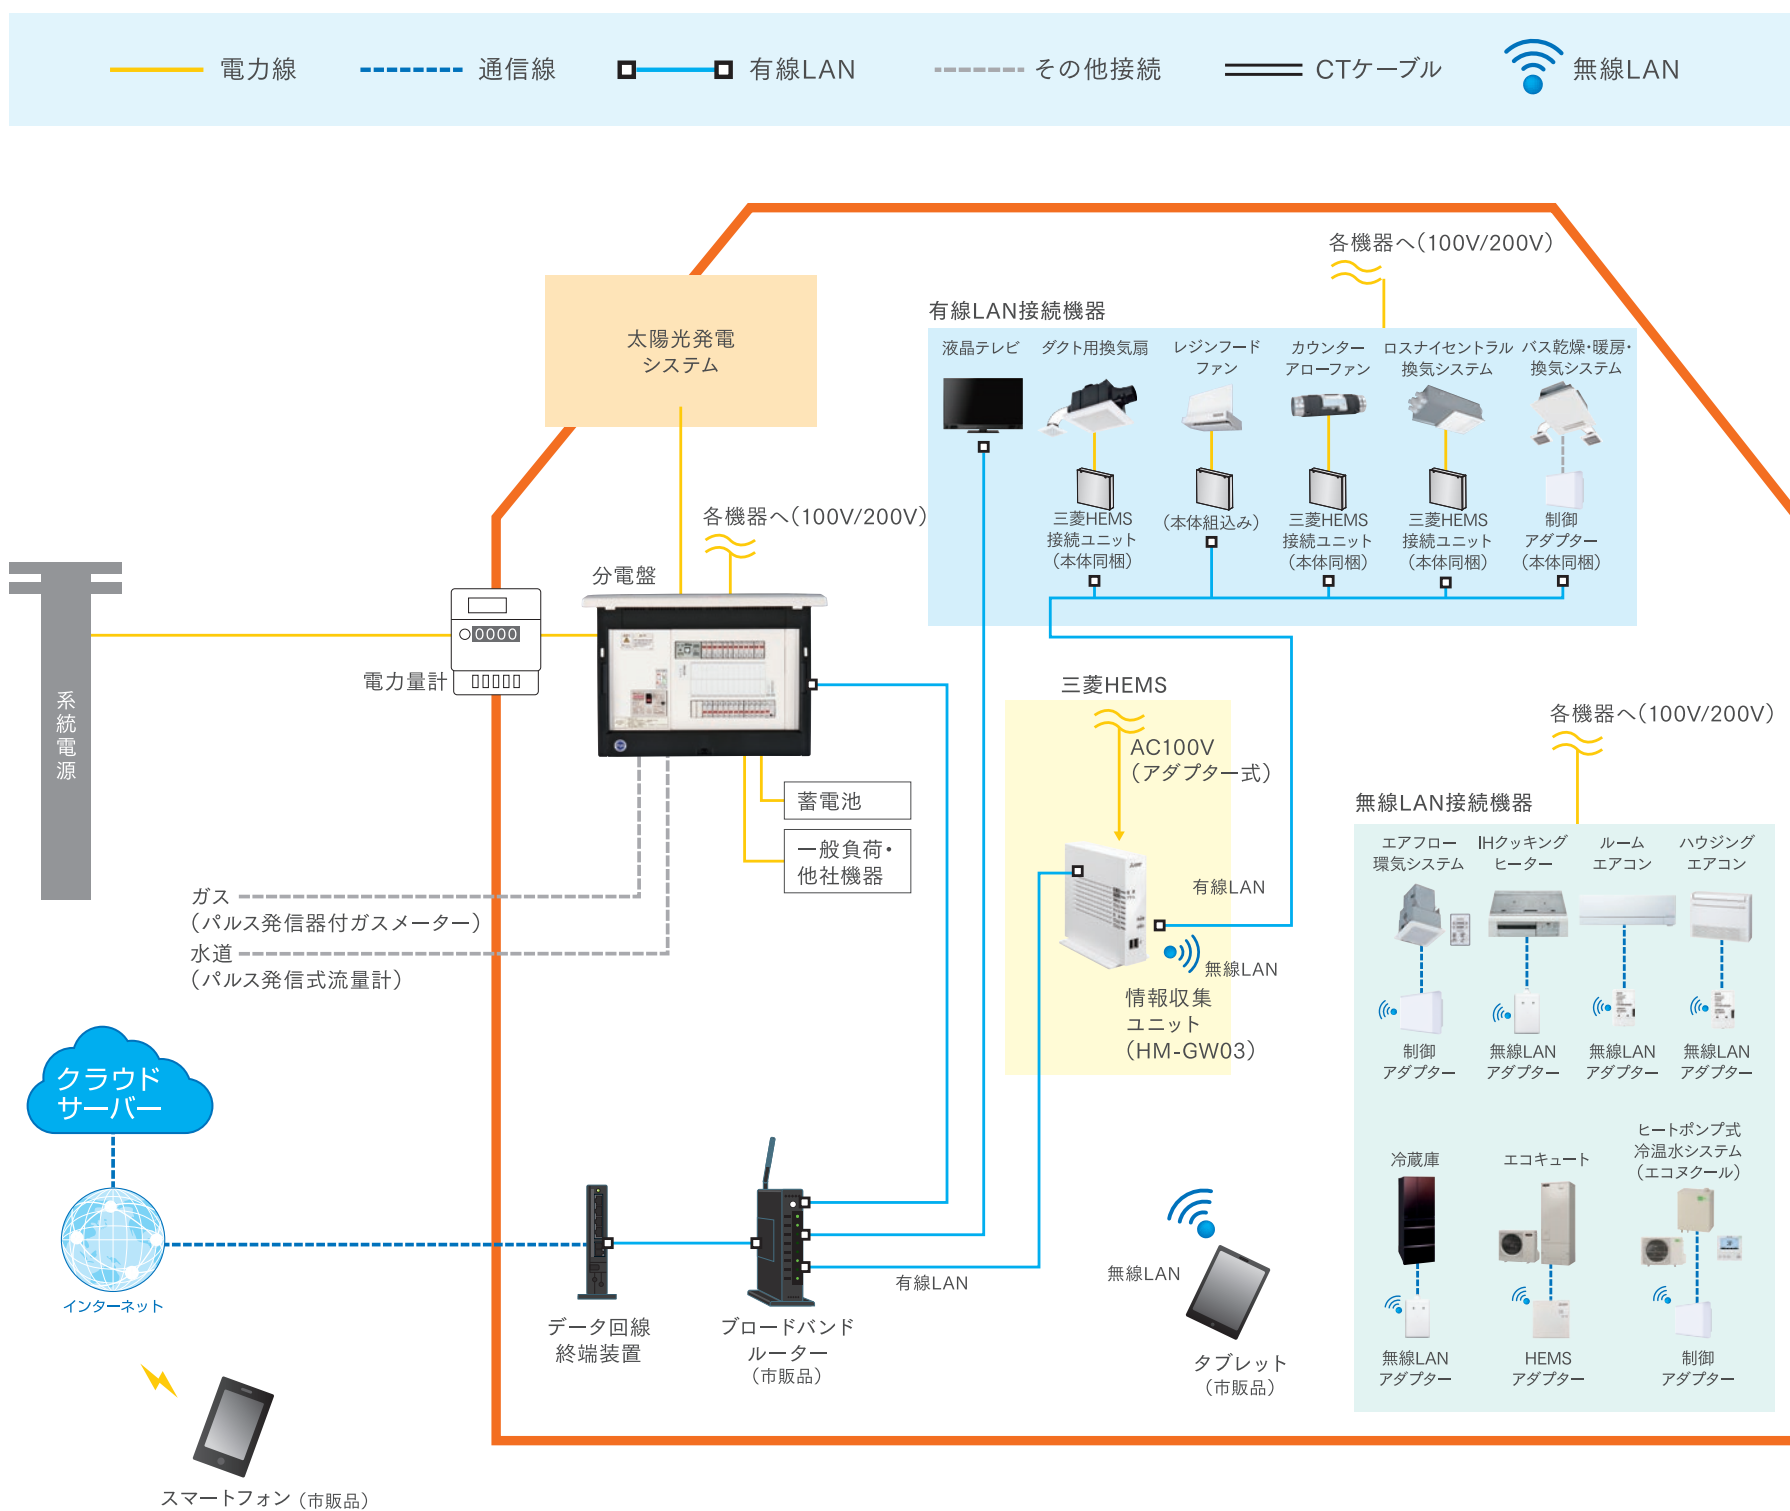 電力線
通信線
有線LAN
その他接続
CTケーブル
無線LAN
各機器へ(100V/200V)
有線LAN接続機器
液晶テレビ
ダクト用換気扇
レジンフード
ファン
カウンター
アローファン
ロスナイセントラル
換気システム
バス乾燥・暖房・
換気システム
三菱HEMS
接続ユニット
(本体同梱)
(本体組込み)
三菱HEMS
接続ユニット
(本体同梱)
三菱HEMS
接続ユニット
(本体同梱)
制御
アダプター
(本体同梱)
太陽光発電
システム
各機器へ(100V/200V)
分電盤
0000
電力量計
系統電源
蓄電池
一般負荷・
他社機器
ガス
(パルス発信器付ガスメーター)
水道
(パルス発信式流量計)
三菱HEMS
AC100V
(アダプター式)
有線LAN
無線LAN
情報収集
ユニット
(HM-GW03)
各機器へ(100V/200V)
無線LAN接続機器
エアフロー
環気システム
IHクッキング
ヒーター
ルーム
エアコン
ハウジング
エアコン
制御
アダプター
無線LAN
アダプター
無線LAN
アダプター
無線LAN
アダプター
冷蔵庫
エコキュート
ヒートポンプ式
冷温水システム
(エコヌクール)
無線LAN
アダプター
HEMS
アダプター
制御
アダプター
クラウド
サーバー
インターネット
データ回線
終端装置
ブロードバンド
ルーター
(市販品)
有線LAN
無線LAN
タブレット
(市販品)
スマートフォン(市販品)